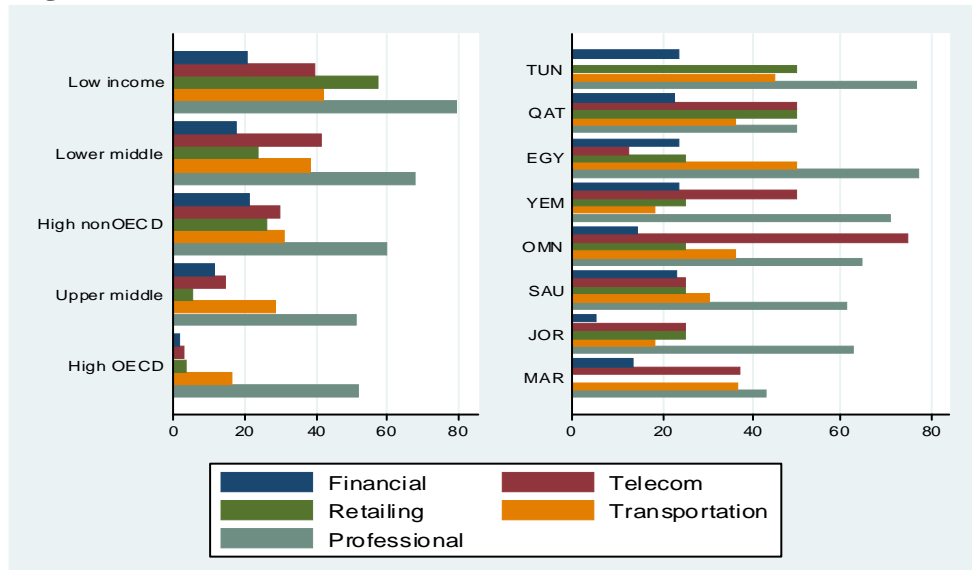 Low income
Lower middle
High nonOECD
Upper middle
High OECD
0 20 40 60 80
TUN
QAT
EGY
YEM
OMN
SAU
JOR
MAR
0 20 40 60 80
Financial Telecom
Retailing Transportation
Professional